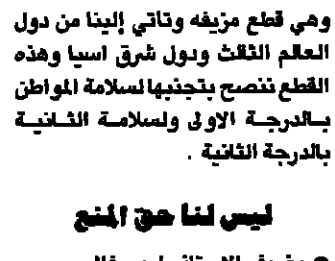 وهي قطع مزيفه وتاتي إلينا من دول
العالم الثالث ودول شرق اسيا وهذه
القطع ننصح بتجنبها لسلامة المواطن
بالدرجة الاولى ولسلامة الثانية
بالدرجة الثانية .
ليس لنا حق المنع